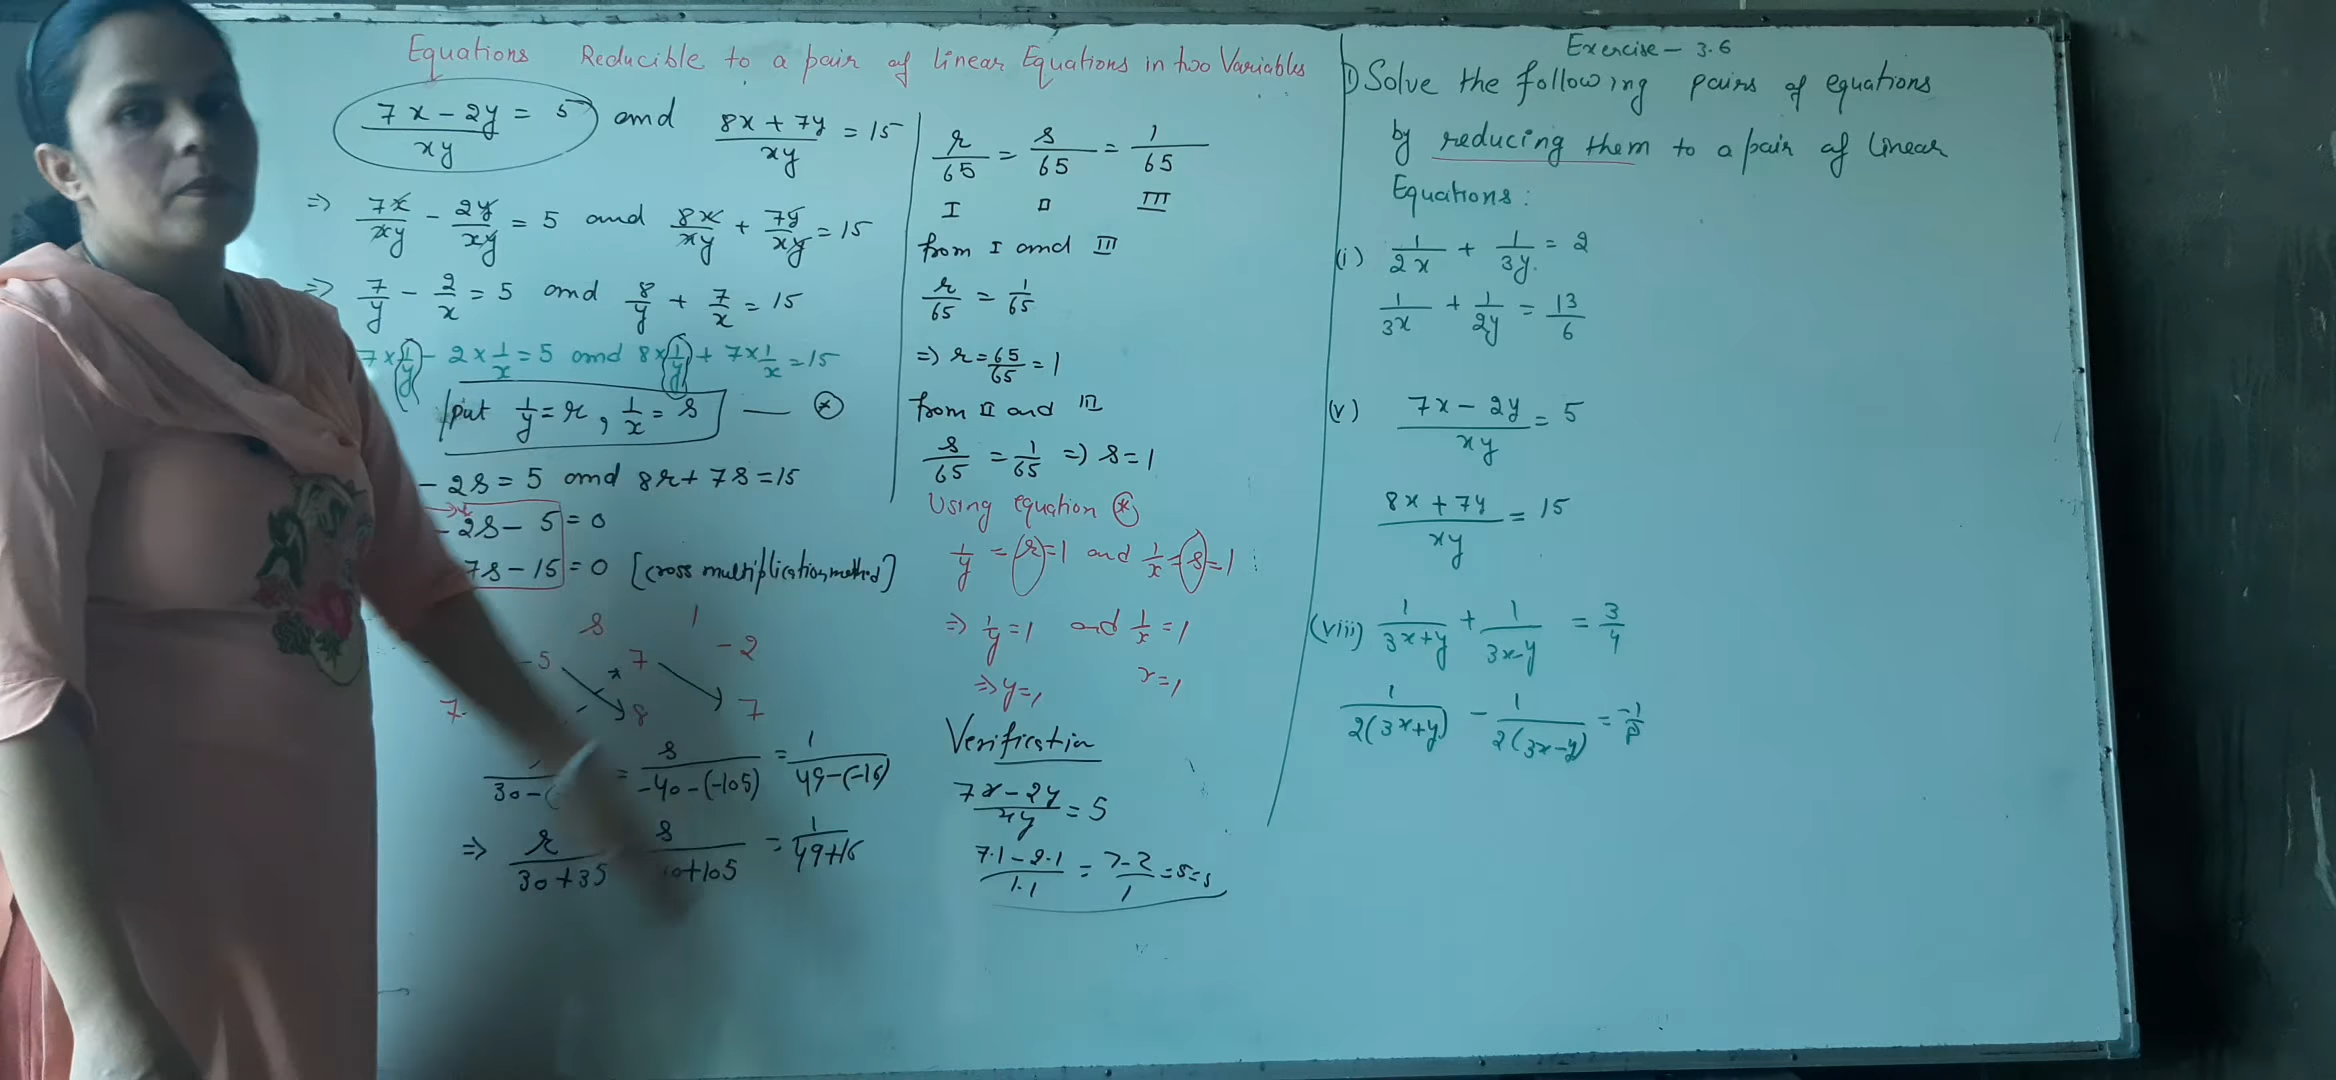 Equations Reducible to a pair of linear Equations in two Variables
7x - 2y / xy = 5 and 8x + 7y / xy = 15
=> 7x/xy - 2y/xy = 5 and 8x/xy + 7y/xy = 15
=> 7/y - 2/x = 5 and 8/y + 7/x = 15
7 × 1/y - 2 × 1/x = 5 and 8 × 1/y + 7 × 1/x = 15
put 1/y = r, 1/x = s — *
- 2s = 5 and 8r + 7s = 15
- 2s - 5 = 0
7s - 15 = 0 [cross multiplication method]
s 1
-5 7 -2
7 8 7
30-( = s/-40-(-105) = 1/49-(-16)
=> r/30+35 s/ +105 = 1/49+16
r/65 = s/65 = 1/65
I II III
from I and III
r/65 = 1/65
=> r = 65/65 = 1
from II and III
s/65 = 1/65 => s = 1
Using equation *
1/y = r = 1 and 1/x = s = 1
=> 1/y = 1 and 1/x = 1
=> y = 1 x = 1
Verification
7x - 2y / xy = 5
7.1 - 2.1 / 1.1 = 7-2 / 1 = 5 = 5
Exercise - 3.6
1) Solve the following pairs of equations
by reducing them to a pair of linear
Equations :
(i) 1/2x + 1/3y = 2
1/3x + 1/2y = 13/6
(v) 7x - 2y / xy = 5
8x + 7y / xy = 15
(viii) 1/3x+y + 1/3x-y = 3/4
1/2(3x+y) - 1/2(3x-y) = -1/8